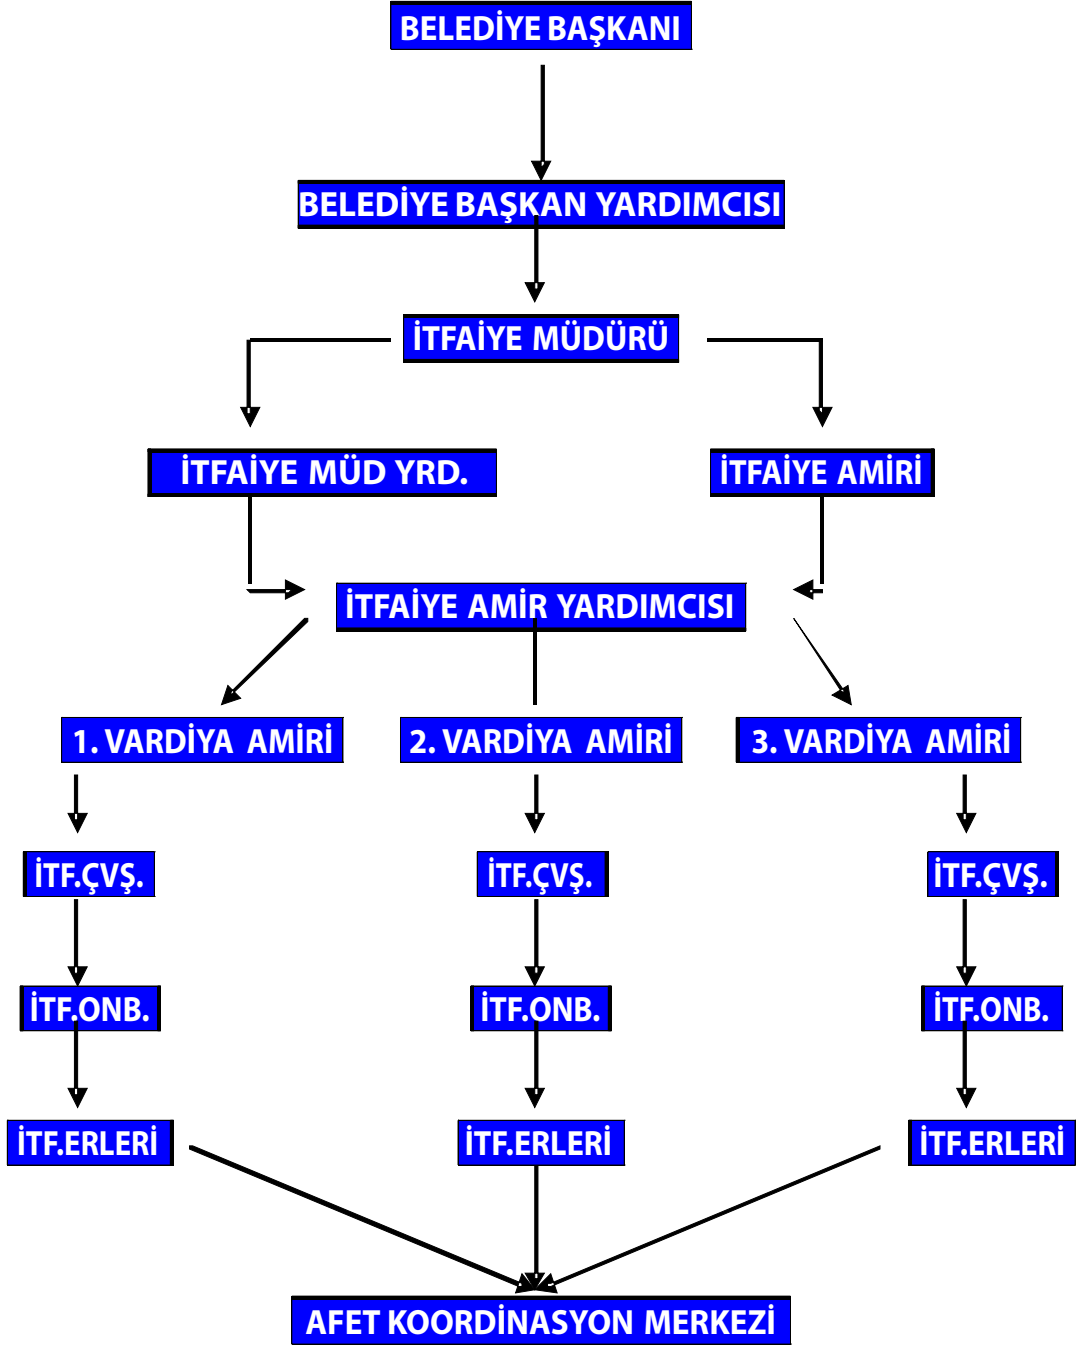 BELEDİYE BAŞKANI
BELEDİYE BAŞKAN YARDIMCISI
İTFAİYE MÜDÜRÜ
İTFAİYE MÜD YRD.
İTFAİYE AMİRİ
İTFAİYE AMİR YARDIMCISI
1. VARDİYA AMİRİ
2. VARDİYA AMİRİ
3. VARDİYA AMİRİ
İTF.ÇVŞ.
İTF.ÇVŞ.
İTF.ÇVŞ.
İTF.ONB.
İTF.ONB.
İTF.ONB.
İTF.ERLERİ
İTF.ERLERİ
İTF.ERLERİ
AFET KOORDİNASYON MERKEZİ